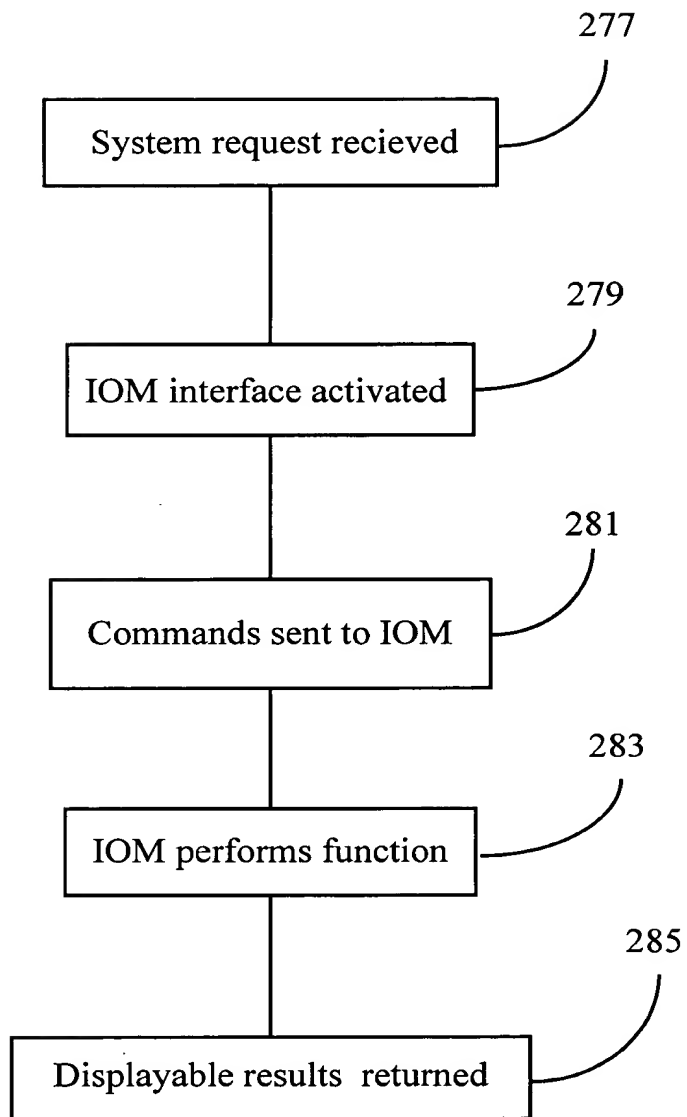 277
System request recieved
279
IOM interface activated
281
Commands sent to IOM
283
IOM performs function
285
Displayable results returned